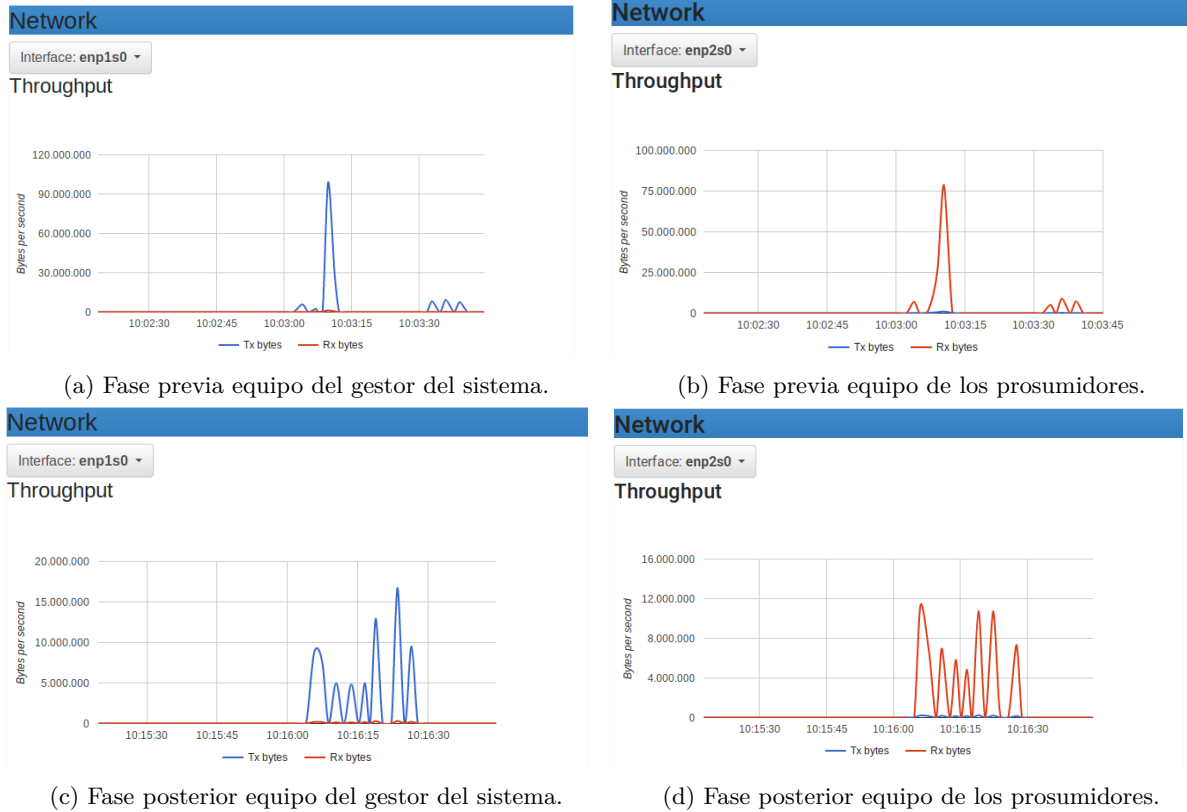 Network
Interface: enp1s0
Throughput
120.000.000
90.000.000
60.000.000
30.000.000
0
Bytes per second
10:02:30 10:02:45 10:03:00 10:03:15 10:03:30
Tx bytes Rx bytes
(a) Fase previa equipo del gestor del sistema.
Network
Interface: enp2s0
Throughput
100.000.000
75.000.000
50.000.000
25.000.000
0
Bytes per second
10:02:30 10:02:45 10:03:00 10:03:15 10:03:30 10:03:45
Tx bytes Rx bytes
(b) Fase previa equipo de los prosumidores.
Network
Interface: enp1s0
Throughput
20.000.000
15.000.000
10.000.000
5.000.000
0
Bytes per second
10:15:30 10:15:45 10:16:00 10:16:15 10:16:30
Tx bytes Rx bytes
(c) Fase posterior equipo del gestor del sistema.
Network
Interface: enp2s0
Throughput
16.000.000
12.000.000
8.000.000
4.000.000
0
Bytes per second
10:15:30 10:15:45 10:16:00 10:16:15 10:16:30
Tx bytes Rx bytes
(d) Fase posterior equipo de los prosumidores.